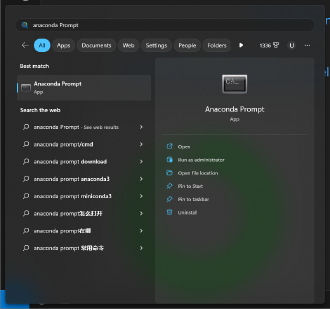 anaconda Prompt
All
Apps
Documents
Web
Settings
People
Folders
1336
U
Best match
Anaconda Prompt
App
Search the web
anaconda Prompt - See web results
anaconda prompt/cmd
anaconda prompt download
anaconda prompt anaconda3
anaconda prompt miniconda3
anaconda prompt怎么打开
anaconda prompt在哪
anaconda prompt 常用命令
Anaconda Prompt
App
Open
Run as administrator
Open file location
Pin to Start
Pin to taskbar
Uninstall